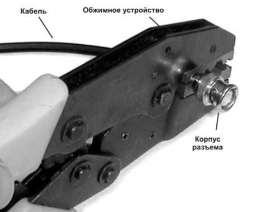 Кабель
Обжимное устройство
Корпус
разъема